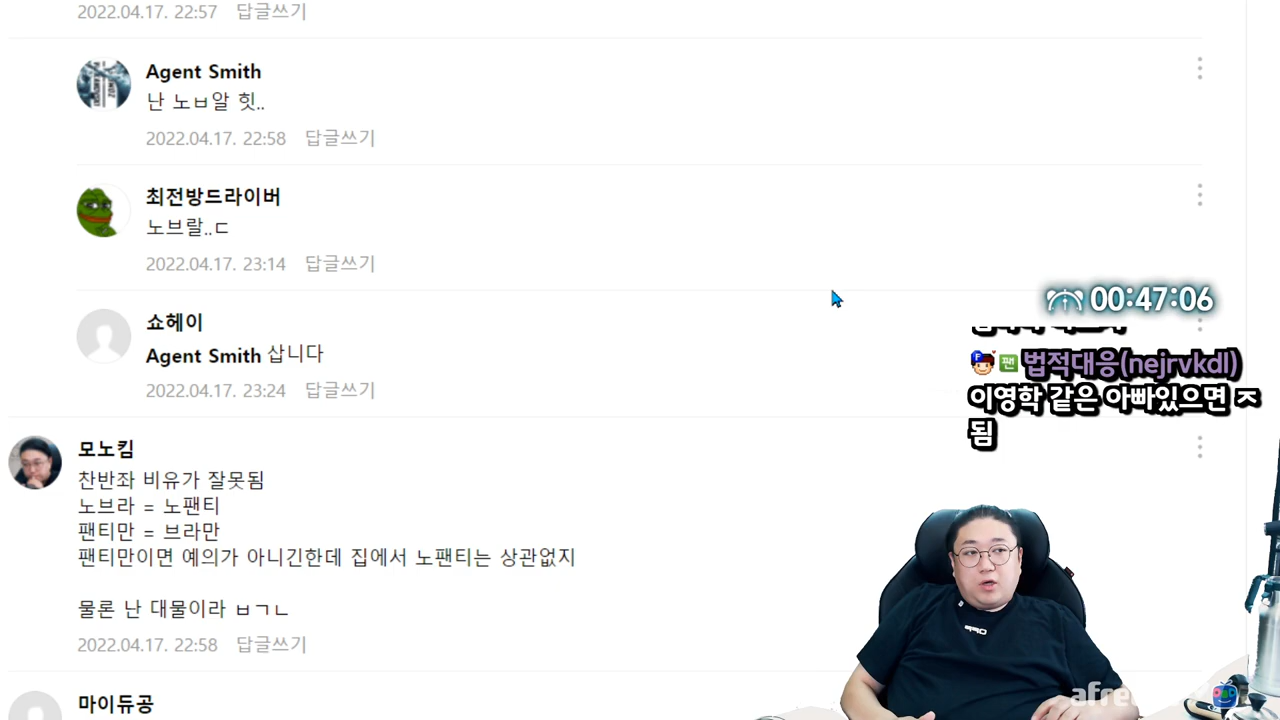 2022.04.17. 22:57 답글쓰기
Agent Smith
난 노ㅂ알 힛..
2022.04.17. 22:58 답글쓰기
최전방드라이버
노브랄..ㄷ
2022.04.17. 23:14 답글쓰기
쇼헤이
Agent Smith 삽니다
2022.04.17. 23:24 답글쓰기
모노킴
찬반좌 비유가 잘못됨
노브라 = 노팬티
팬티만 = 브라만
팬티만이면 예의가 아니긴한데 집에서 노팬티는 상관없지
물론 난 대물이라 ㅂㄱㄴ
2022.04.17. 22:58 답글쓰기
마이듀공
00:47:06
F 팬 법적대응(nejrvkdl)
이영학 같은 아빠있으면 ㅈ
됨